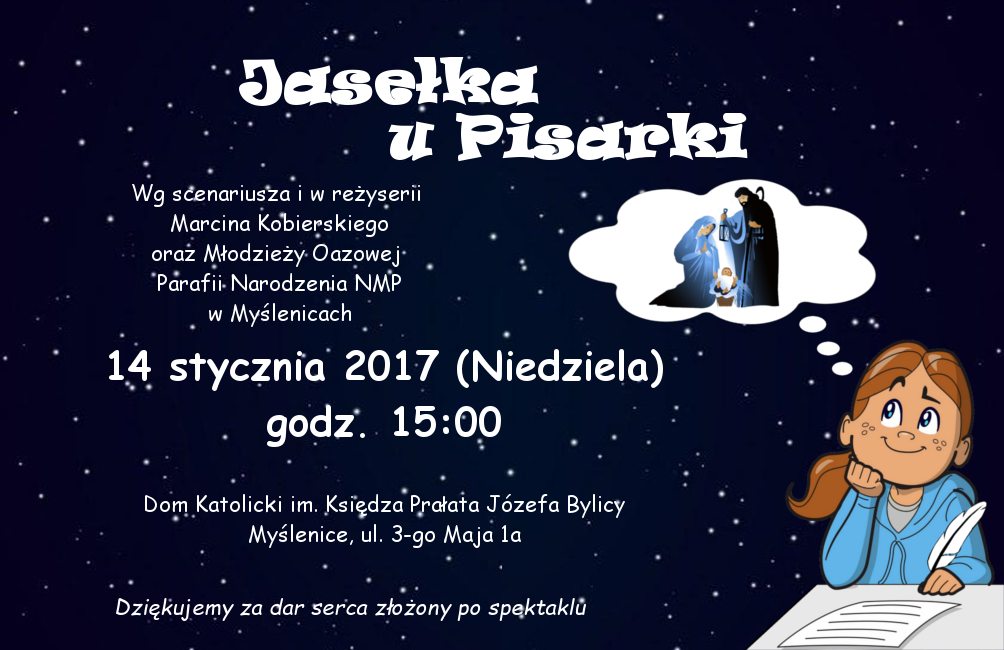 Jasełka
u Pisarki
Wg scenariusza i w reżyserii
Marcina Kobierskiego
oraz Młodzieży Oazowej
Parafii Narodzenia NMP
w Myślenicach
14 stycznia 2017 (Niedziela)
godz. 15:00
Dom Katolicki im. Księdza Prałata Józefa Bylicy
Myślenice, ul. 3-go Maja 1a
Dziękujemy za dar serca złożony po spektaklu